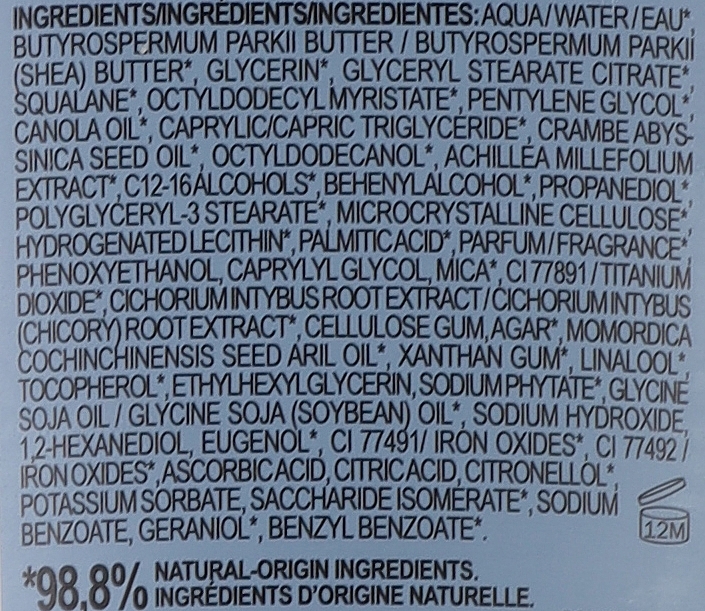 INGREDIENTS/INGRÉDIENTS/INGREDIENTES: AQUA/WATER/EAU*,
BUTYROSPERMUM PARKII BUTTER / BUTYROSPERMUM PARKII
(SHEA) BUTTER*, GLYCERIN*, GLYCERYL STEARATE CITRATE*,
SQUALANE*, OCTYLDODECYL MYRISTATE*, PENTYLENE GLYCOL*,
CANOLA OIL*, CAPRYLIC/CAPRIC TRIGLYCERIDE*, CRAMBE ABYS-
SINICA SEED OIL*, OCTYLDODECANOL*, ACHILLEA MILLEFOLIUM
EXTRACT*, C12-16 ALCOHOLS*, BEHENYL ALCOHOL*, PROPANEDIOL*,
POLYGLYCERYL-3 STEARATE*, MICROCRYSTALLINE CELLULOSE*,
HYDROGENATED LECITHIN*, PALMITIC ACID*, PARFUM/FRAGRANCE*,
PHENOXYETHANOL, CAPRYLYL GLYCOL, MICA*, CI 77891/TITANIUM
DIOXIDE*, CICHORIUM INTYBUS ROOT EXTRACT/CICHORIUM INTYBUS
(CHICORY) ROOT EXTRACT*, CELLULOSE GUM, AGAR*, MOMORDICA
COCHINCHINENSIS SEED ARIL OIL*, XANTHAN GUM*, LINALOOL*,
TOCOPHEROL*, ETHYLHEXYLGLYCERIN, SODIUM PHYTATE*, GLYCINE
SOJA OIL / GLYCINE SOJA (SOYBEAN) OIL*, SODIUM HYDROXIDE,
1,2-HEXANEDIOL, EUGENOL*, CI 77491/ IRON OXIDES*, CI 77492 /
IRON OXIDES*, ASCORBIC ACID, CITRIC ACID, CITRONELLOL*,
POTASSIUM SORBATE, SACCHARIDE ISOMERATE*, SODIUM
BENZOATE, GERANIOL*, BENZYL BENZOATE*.
12M
*98,8% NATURAL-ORIGIN INGREDIENTS.
INGRÉDIENTS D'ORIGINE NATURELLE.